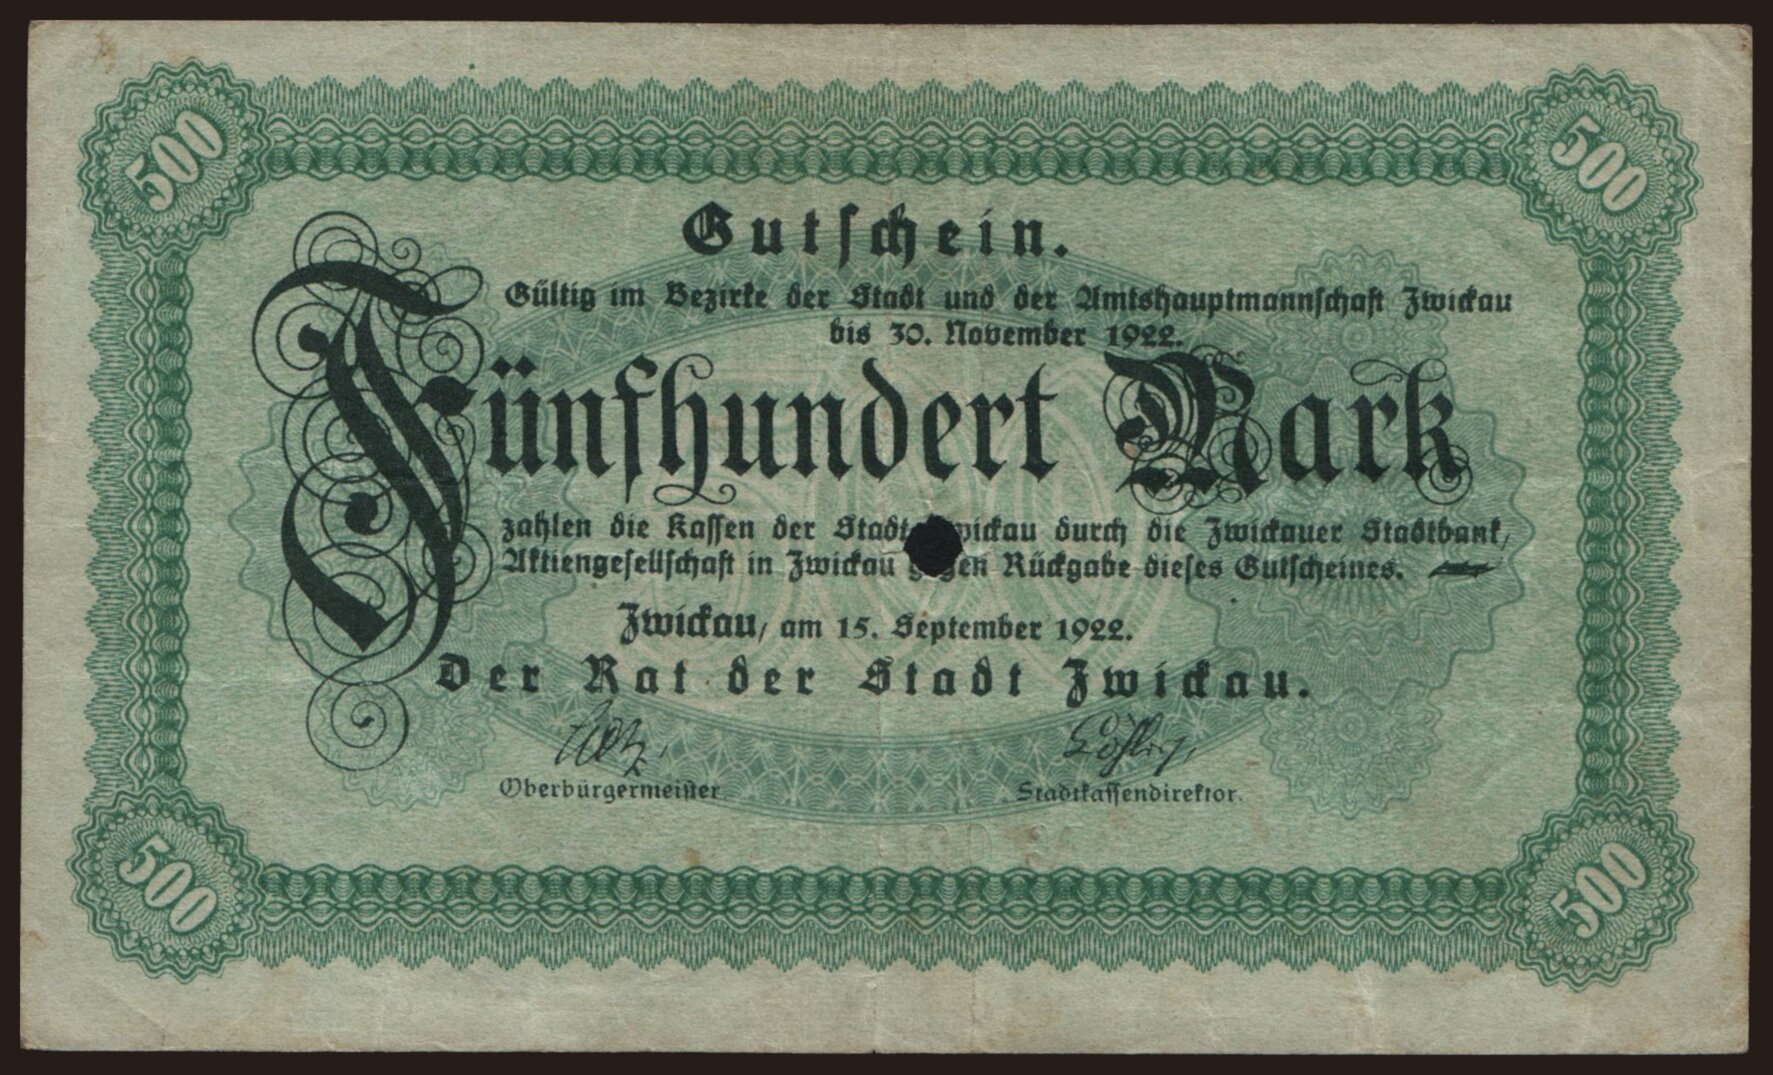 500 500
Gutschein.
Gültig im Bezirke der Stadt und der Amtshauptmannschaft Zwickau
bis 30. November 1922.
Fünfhundert Mark
zahlen die Kassen der Stadt Zwickau durch die Zwickauer Stadtbank,
Aktiengesellschaft in Zwickau gegen Rückgabe dieses Gutscheines.
Zwickau, am 15. September 1922.
Der Rat der Stadt Zwickau.
Oberbürgermeister. Stadtkassendirektor.
500 500